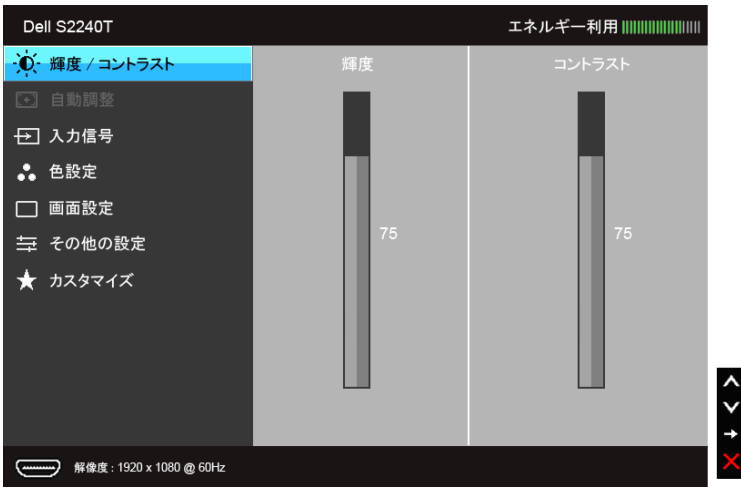 Dell S2240T
エネルギー利用
輝度 / コントラスト
自動調整
入力信号
色設定
画面設定
その他の設定
カスタマイズ
輝度
コントラスト
75
75
解像度 : 1920 x 1080 @ 60Hz